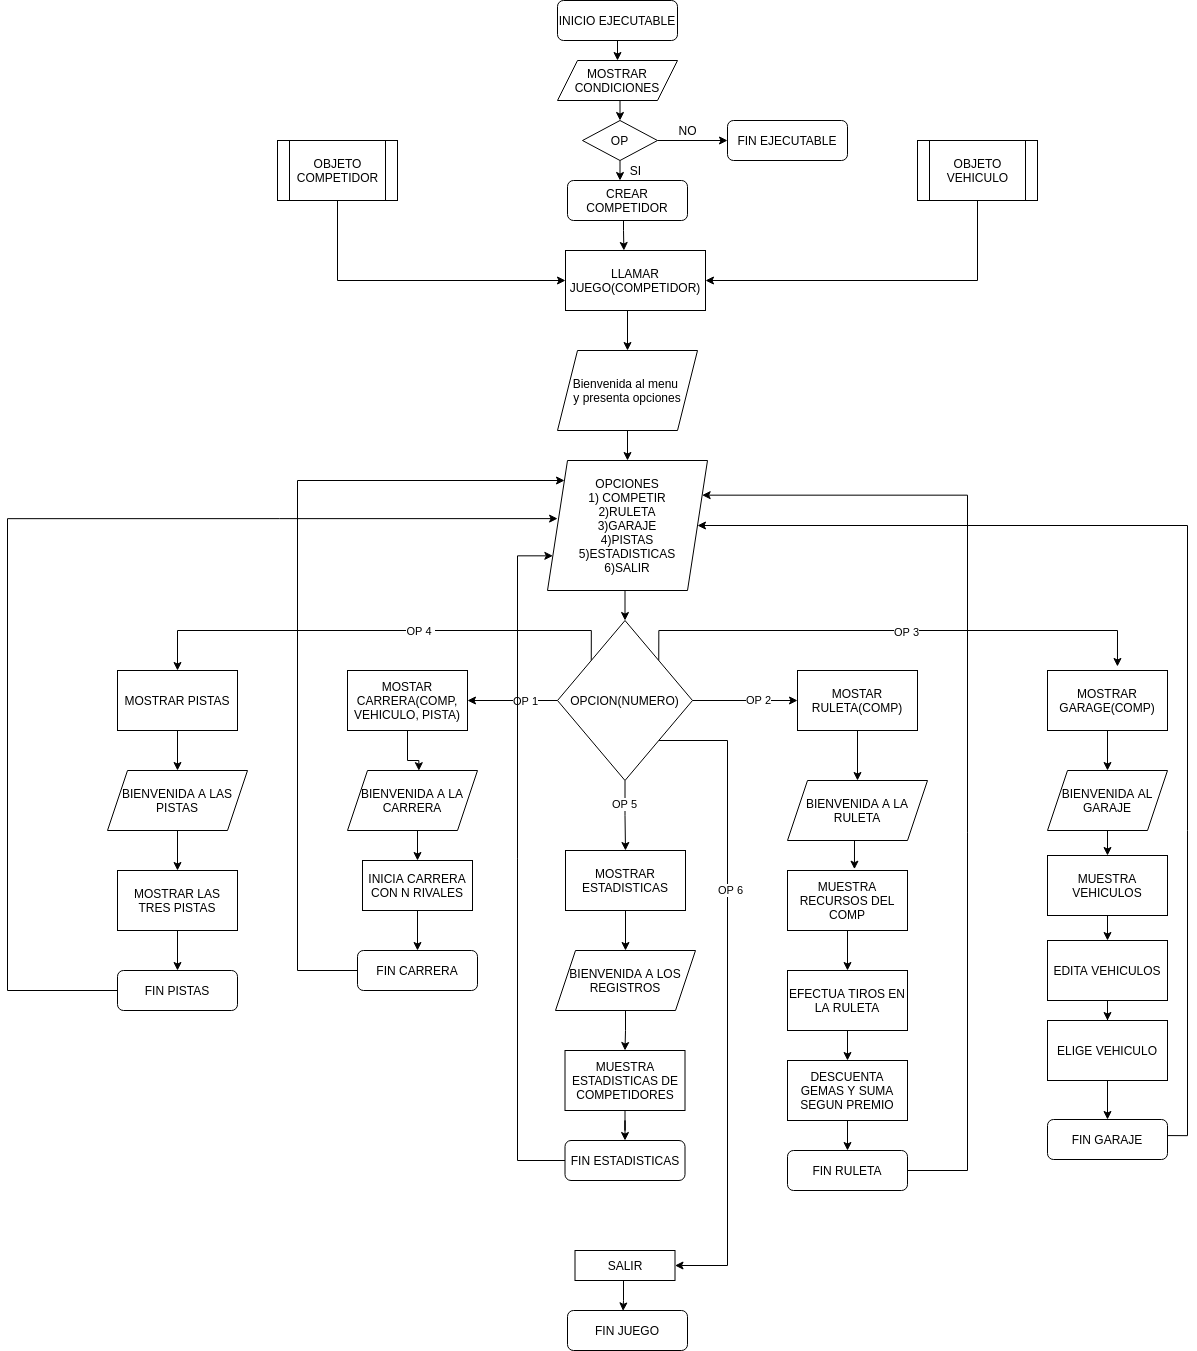 INICIO EJECUTABLE
MOSTRAR
CONDICIONES
OP
NO
FIN EJECUTABLE
SI
OBJETO
COMPETIDOR
OBJETO
VEHICULO
CREAR
COMPETIDOR
LLAMAR
JUEGO(COMPETIDOR)
Bienvenida al menu
y presenta opciones
OPCIONES
1) COMPETIR
2)RULETA
3)GARAJE
4)PISTAS
5)ESTADISTICAS
6)SALIR
OP 4
OP 3
OP 1
OPCION(NUMERO)
OP 2
MOSTRAR PISTAS
MOSTAR
CARRERA(COMP,
VEHICULO, PISTA)
MOSTAR
RULETA(COMP)
MOSTRAR
GARAGE(COMP)
BIENVENIDA A LAS
PISTAS
BIENVENIDA A LA
CARRERA
OP 5
BIENVENIDA A LA
RULETA
BIENVENIDA AL
GARAJE
MOSTRAR LAS
TRES PISTAS
INICIA CARRERA
CON N RIVALES
MOSTRAR
ESTADISTICAS
OP 6
MUESTRA
RECURSOS DEL
COMP
MUESTRA
VEHICULOS
FIN PISTAS
FIN CARRERA
BIENVENIDA A LOS
REGISTROS
EFECTUA TIROS EN
LA RULETA
EDITA VEHICULOS
MUESTRA
ESTADISTICAS DE
COMPETIDORES
DESCUENTA
GEMAS Y SUMA
SEGUN PREMIO
ELIGE VEHICULO
FIN ESTADISTICAS
FIN RULETA
FIN GARAJE
SALIR
FIN JUEGO